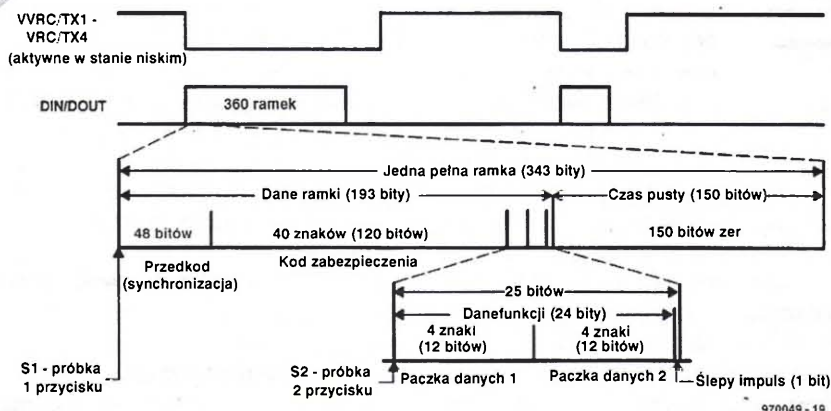 VVRC/TX1 -
VRC/TX4
(aktywne w stanie niskim)
DIN/DOUT
360 ramek
Jedna pełna ramka (343 bity)
Dane ramki (193 bity)
Czas pusty (150 bitów)
48 bitów
40 znaków (120 bitów)
150 bitów zer
Przedkod
(synchronizacja)
Kod zabezpieczenia
25 bitów
Danefunkcji (24 bity)
4 znaki
(12 bitów)
4 znaki
(12 bitów)
S1 - próbka
1 przycisku
S2 - próbka
2 przycisku
Paczka danych 1
Paczka danych 2
Ślepy impuls (1 bit)
970049 - 19